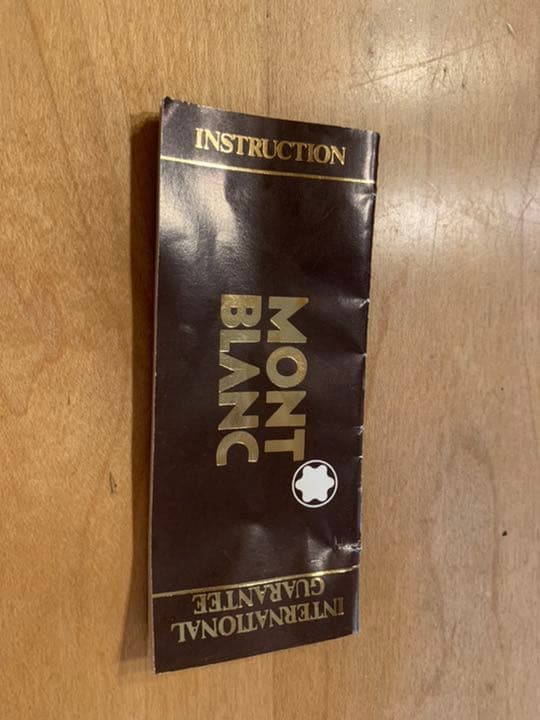 INSTRUCTION
MONT
BLANC
INTERNATIONAL
GUARANTEE